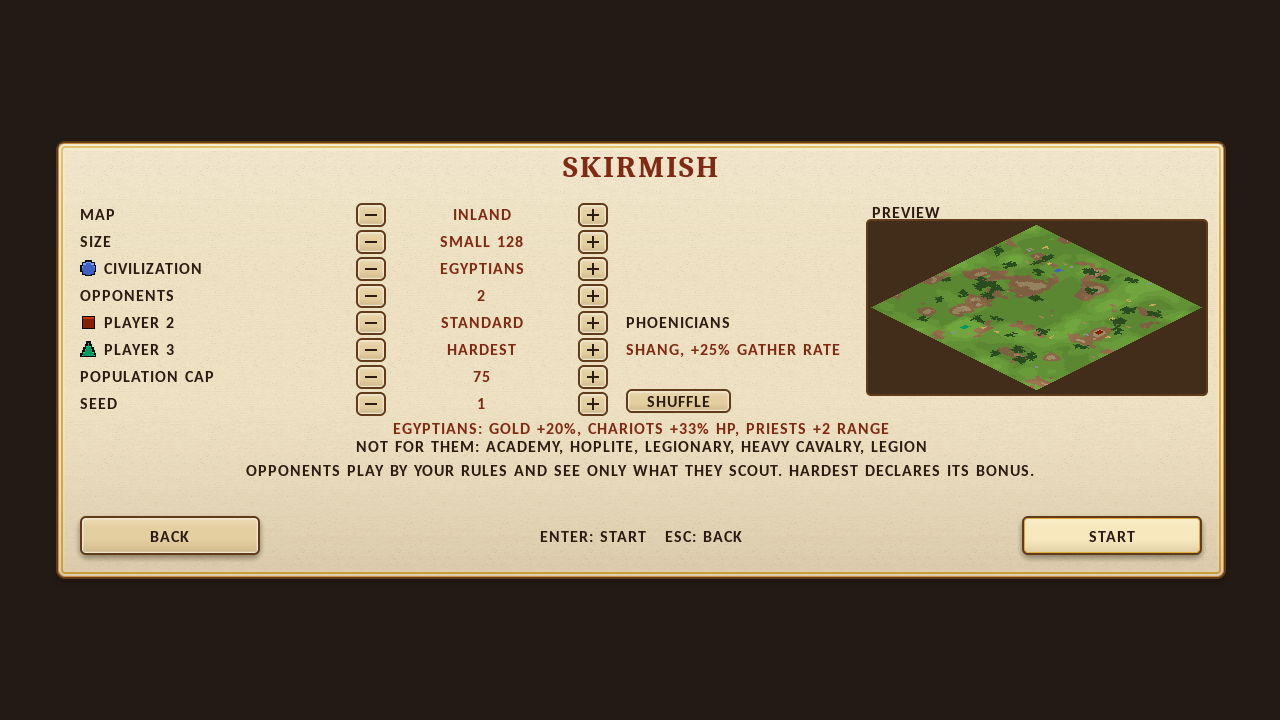 SKIRMISH
MAP INLAND
PREVIEW
SIZE SMALL 128
CIVILIZATION EGYPTIANS
OPPONENTS 2
PLAYER 2 STANDARD PHOENICIANS
PLAYER 3 HARDEST SHANG, +25% GATHER RATE
POPULATION CAP 75
SEED 1 SHUFFLE
EGYPTIANS: GOLD +20%, CHARIOTS +33% HP, PRIESTS +2 RANGE
NOT FOR THEM: ACADEMY, HOPLITE, LEGIONARY, HEAVY CAVALRY, LEGION
OPPONENTS PLAY BY YOUR RULES AND SEE ONLY WHAT THEY SCOUT. HARDEST DECLARES ITS BONUS.
BACK ENTER: START ESC: BACK START